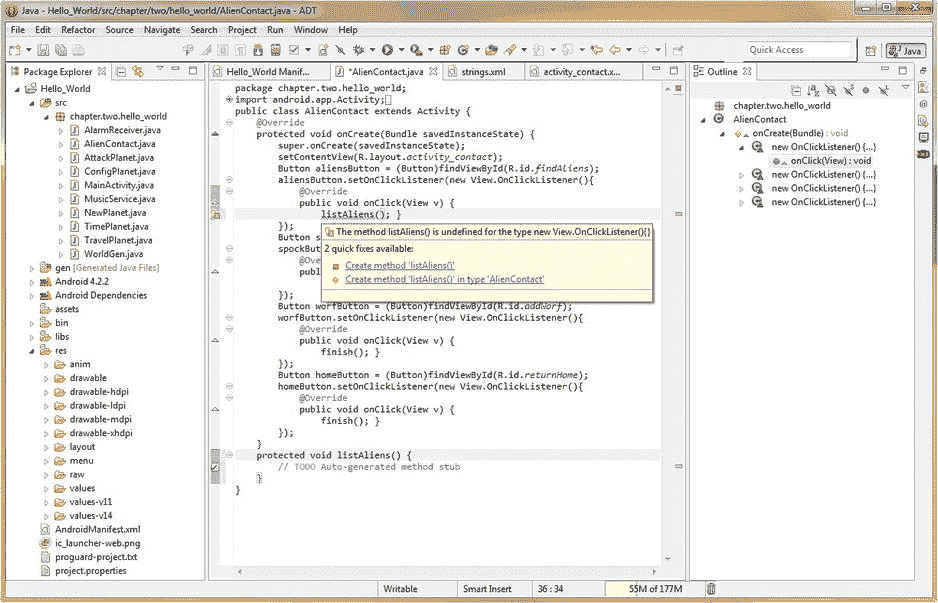 Java - Hello_World/src/chapter/two/hello_world/AlienContact.java - ADT
File Edit Refactor Source Navigate Search Project Run Window Help
Quick Access
Java
Package Explorer
Hello_World
src
chapter.two.hello_world
AlarmReceiver.java
AlienContact.java
AttackPlanet.java
ConfigPlanet.java
MainActivity.java
MusicService.java
NewPlanet.java
TimePlanet.java
TravelPlanet.java
WorldGen.java
gen [Generated Java Files]
Android 4.2.2
Android Dependencies
assets
bin
libs
res
anim
drawable
drawable-hdpi
drawable-ldpi
drawable-mdpi
drawable-xhdpi
layout
menu
raw
values
values-v11
values-v14
AndroidManifest.xml
ic_launcher-web.png
proguard-project.txt
project.properties
Hello_World Manif... *AlienContact.java strings.xml activity_contact.x...
package chapter.two.hello_world;
import android.app.Activity;
public class AlienContact extends Activity {
@Override
protected void onCreate(Bundle savedInstanceState) {
super.onCreate(savedInstanceState);
setContentView(R.layout.activity_contact);
Button aliensButton = (Button)findViewById(R.id.findAliens);
aliensButton.setOnClickListener(new View.OnClickListener(){
@Override
public void onClick(View v) {
listAliens(); }
});
Button s
spockButt
@Ov
publ
});
The method listAliens() is undefined for the type new View.OnClickListener(){}
2 quick fixes available:
Create method 'listAliens()'
Create method 'listAliens()' in type 'AlienContact'
Button worfButton = (Button)findViewById(R.id.addWorf);
worfButton.setOnClickListener(new View.OnClickListener(){
@Override
public void onClick(View v) {
finish(); }
});
Button homeButton = (Button)findViewById(R.id.returnHome);
homeButton.setOnClickListener(new View.OnClickListener(){
@Override
public void onClick(View v) {
finish(); }
});
}
protected void listAliens() {
// TODO Auto-generated method stub
}
}
Outline
chapter.two.hello_world
AlienContact
onCreate(Bundle) : void
new OnClickListener() {...}
onClick(View) : void
new OnClickListener() {...}
new OnClickListener() {...}
new OnClickListener() {...}
Writable Smart Insert 36 : 34 55M of 177M